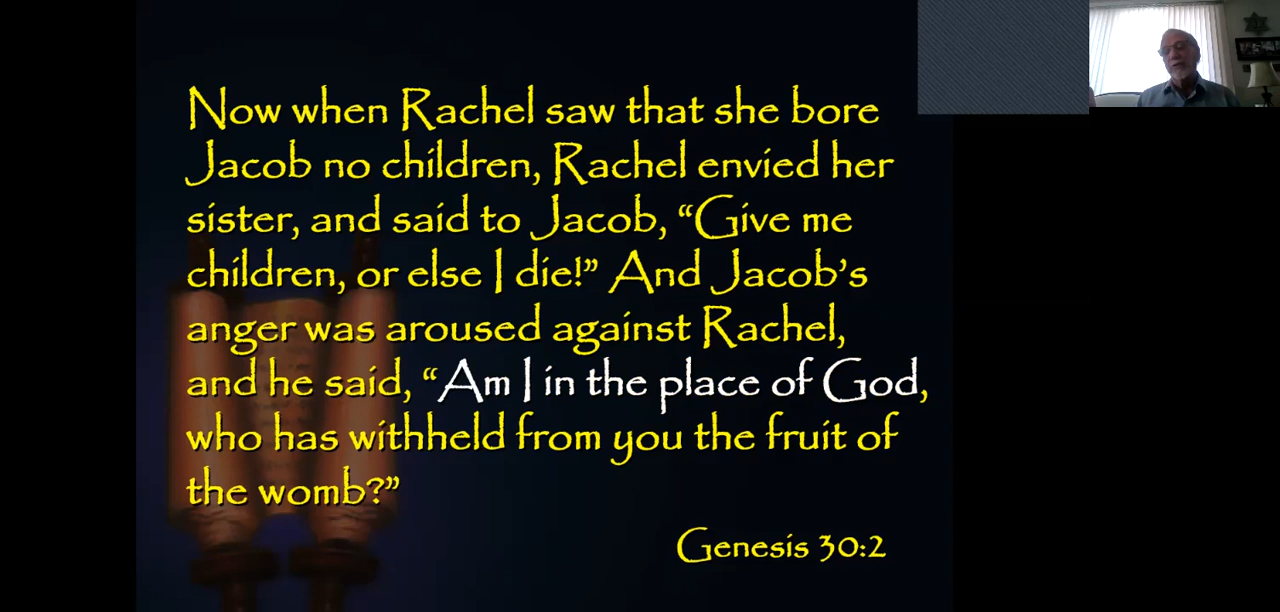 Now when Rachel saw that she bore
Jacob no children, Rachel envied her
sister, and said to Jacob, “Give me
children, or else I die!” And Jacob’s
anger was aroused against Rachel,
and he said, “Am I in the place of God,
who has withheld from you the fruit of
the womb?”
Genesis 30:2